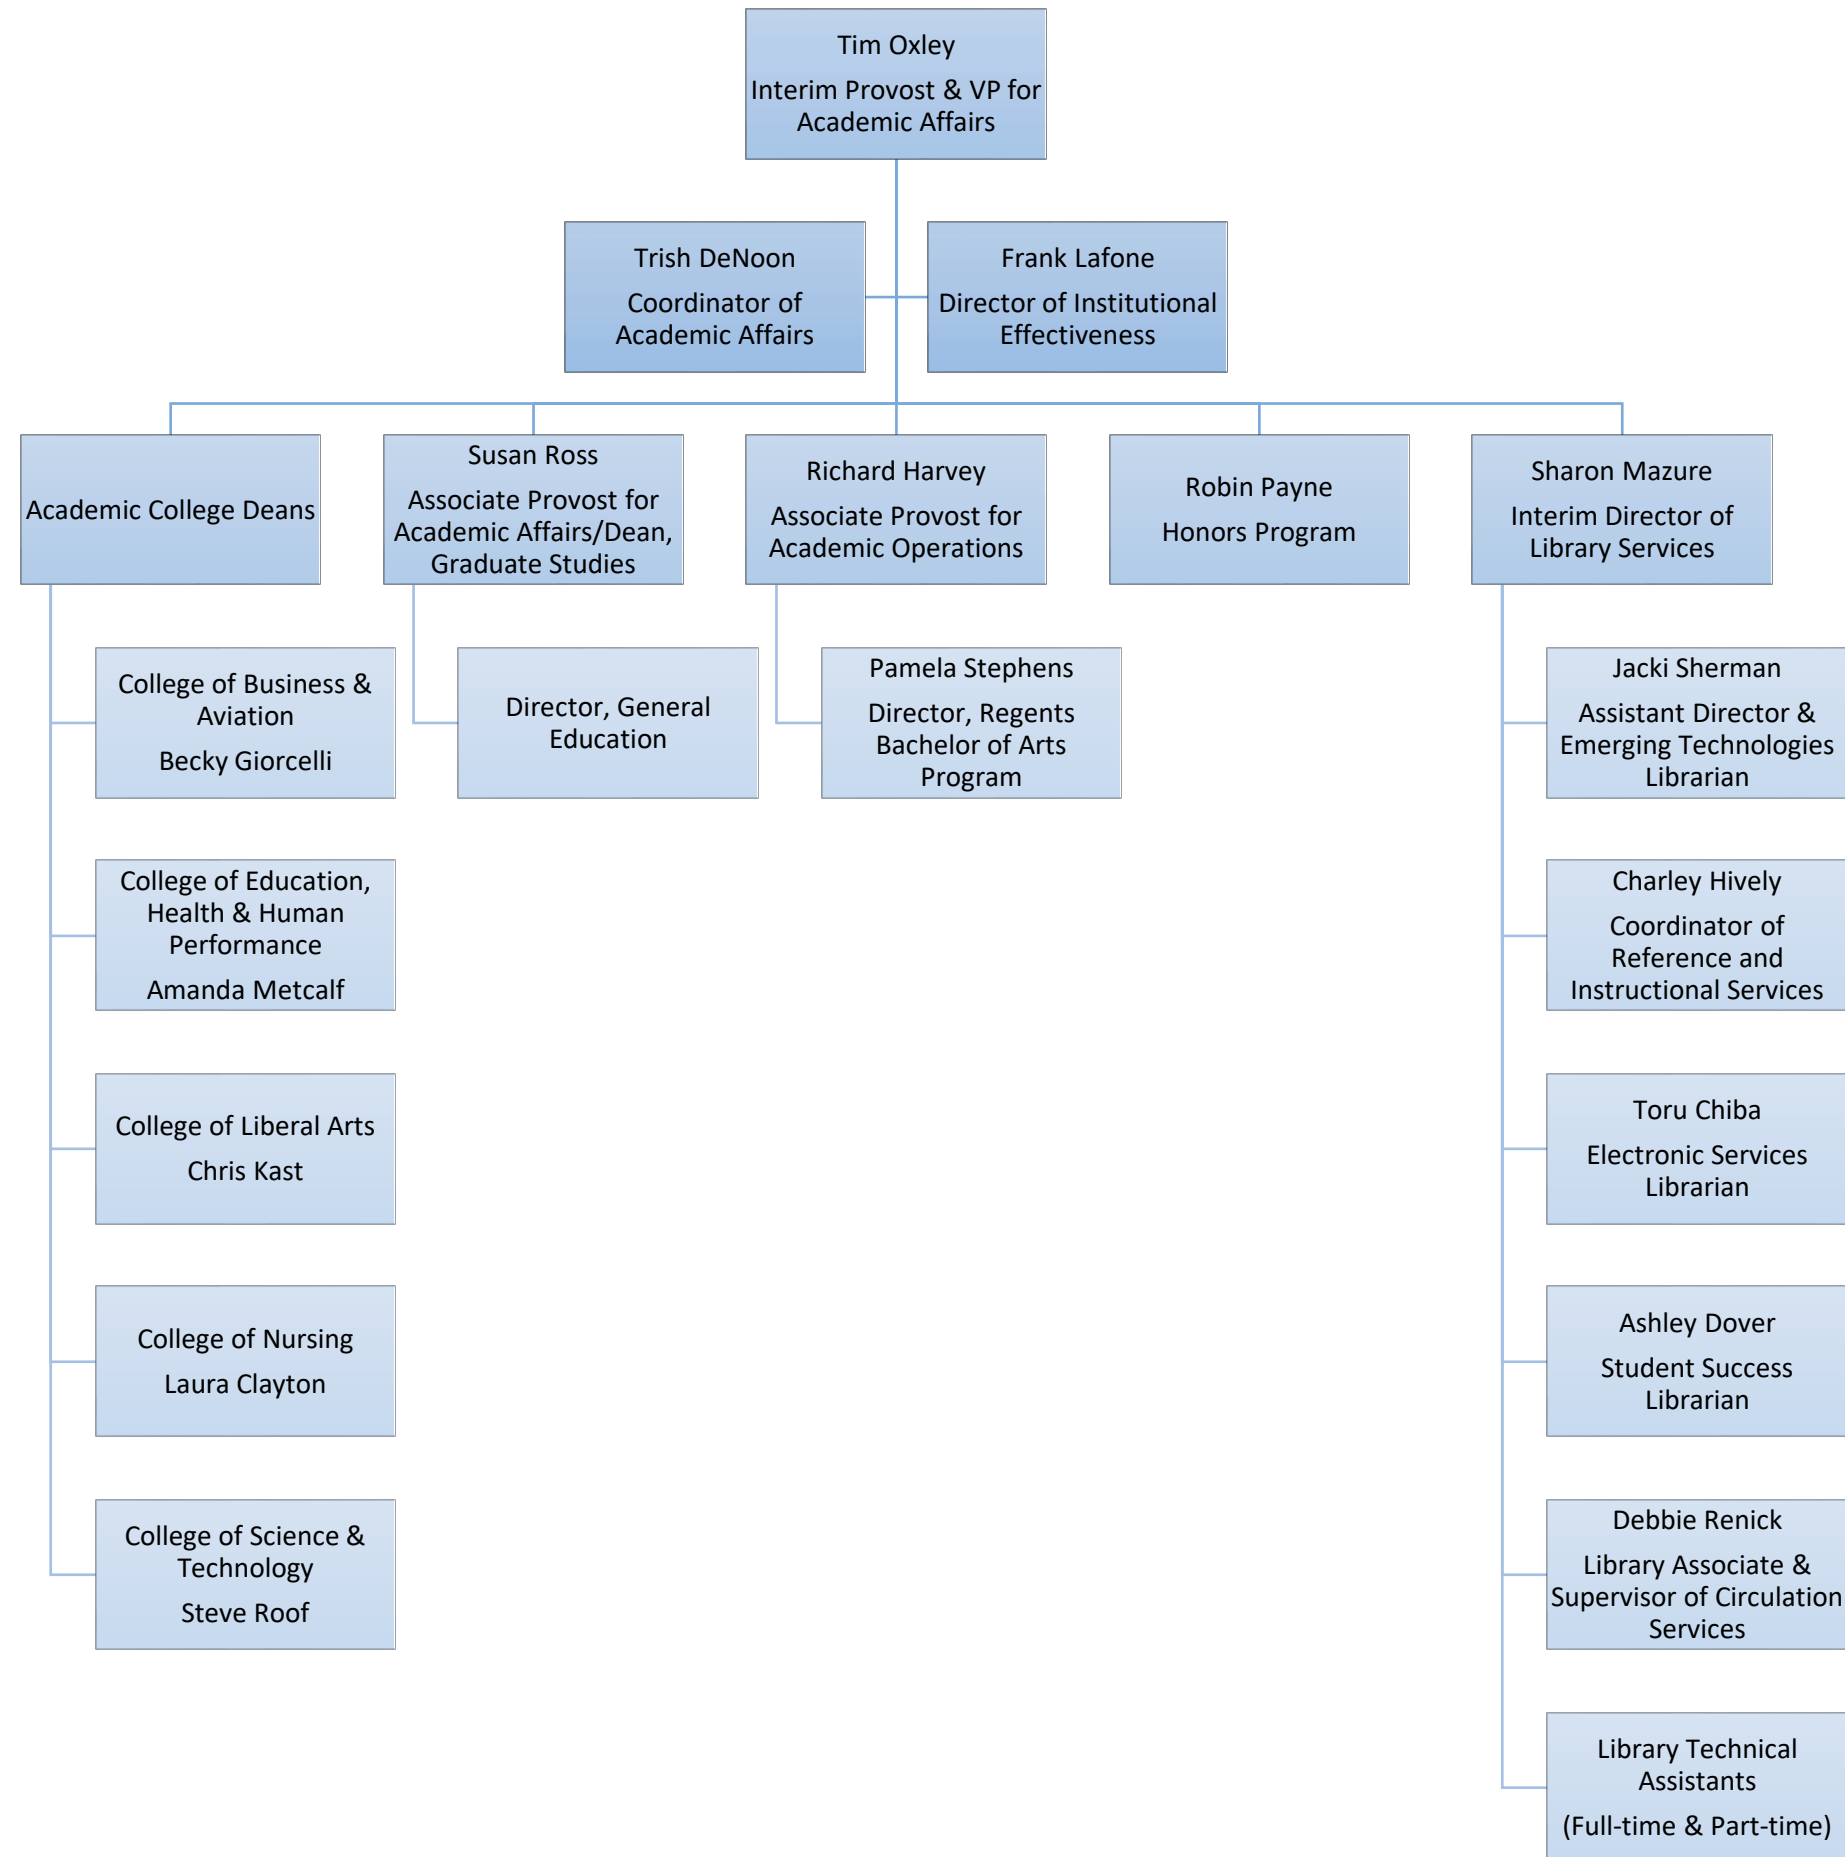 Tim Oxley
Interim Provost & VP for
Academic Affairs
Trish DeNoon
Coordinator of
Academic Affairs
Frank Lafone
Director of Institutional
Effectiveness
Academic College Deans
Susan Ross
Associate Provost for
Academic Affairs/Dean,
Graduate Studies
Richard Harvey
Associate Provost for
Academic Operations
Robin Payne
Honors Program
Sharon Mazure
Interim Director of
Library Services
College of Business &
Aviation
Becky Giorcelli
College of Education,
Health & Human
Performance
Amanda Metcalf
College of Liberal Arts
Chris Kast
College of Nursing
Laura Clayton
College of Science &
Technology
Steve Roof
Director, General
Education
Pamela Stephens
Director, Regents
Bachelor of Arts
Program
Jacki Sherman
Assistant Director &
Emerging Technologies
Librarian
Charley Hively
Coordinator of
Reference and
Instructional Services
Toru Chiba
Electronic Services
Librarian
Ashley Dover
Student Success
Librarian
Debbie Renick
Library Associate &
Supervisor of Circulation
Services
Library Technical
Assistants
(Full-time & Part-time)